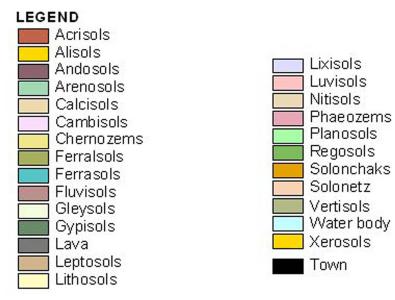 LEGEND
Acrisols
Alisols
Andosols
Arenosols
Calcisols
Cambisols
Chernozems
Ferralsols
Ferrasols
Fluvisols
Gleysols
Gypisols
Lava
Leptosols
Lithosols
Lixisols
Luvisols
Nitisols
Phaeozems
Planosols
Regosols
Solonchaks
Solonetz
Vertisols
Water body
Xerosols
Town